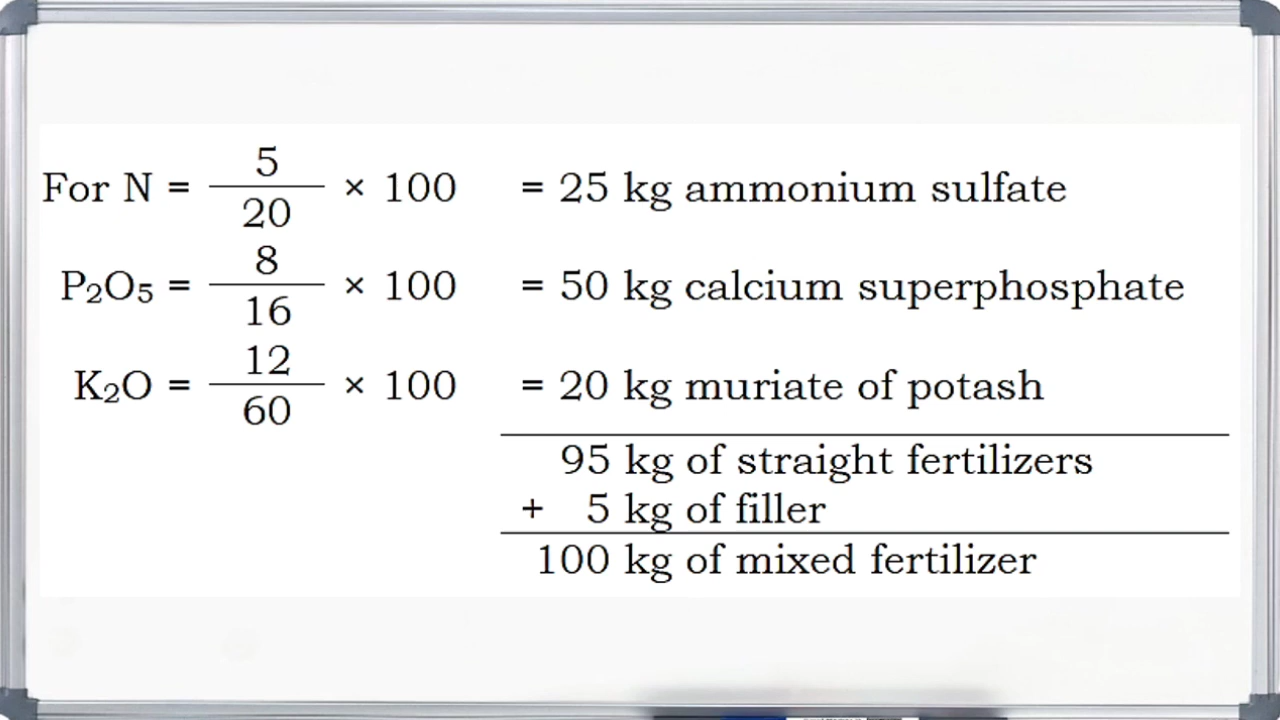 For N = 5/20 × 100 = 25 kg ammonium sulfate
P₂O₅ = 8/16 × 100 = 50 kg calcium superphosphate
K₂O = 12/60 × 100 = 20 kg muriate of potash
95 kg of straight fertilizers
+ 5 kg of filler
100 kg of mixed fertilizer